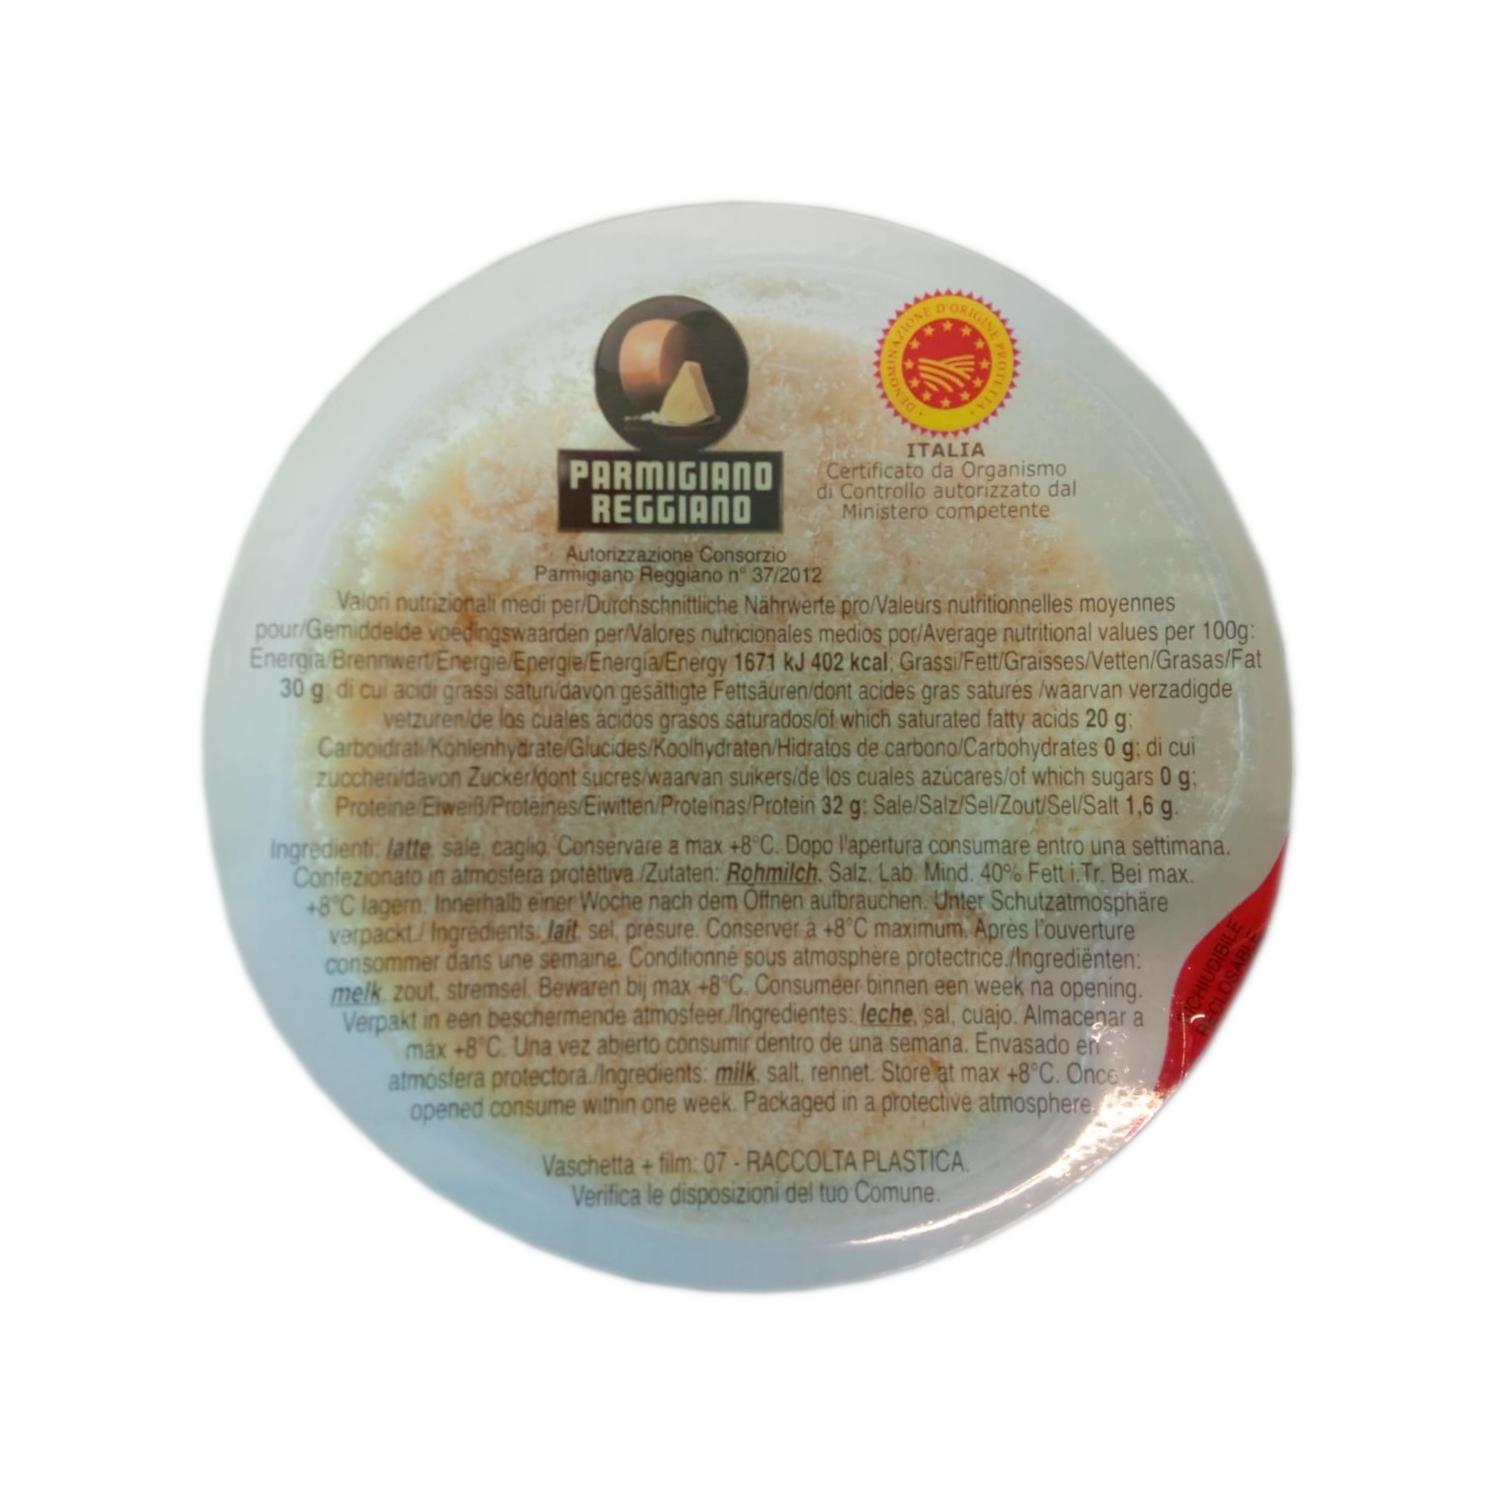 DENOMINAZIONE D'ORIGINE PROTETTA
PARMIGIANO
REGGIANO
ITALIA
Certificato da Organismo
di Controllo autorizzato dal
Ministero competente
Autorizzazione Consorzio
Parmigiano Reggiano n° 37/2012
Valori nutrizionali medi per/Durchschnittliche Nährwerte pro/Valeurs nutritionnelles moyennes
pour/Gemiddelde voedingswaarden per/Valores nutricionales medios por/Average nutritional values per 100g:
Energia/Brennwert/Energie/Energie/Energía/Energy 1671 kJ 402 kcal; Grassi/Fett/Graisses/Vetten/Grasas/Fat
30 g; di cui acidi grassi saturi/davon gesättigte Fettsäuren/dont acides gras saturés /waarvan verzadigde
vetzuren/de los cuales ácidos grasos saturados/of which saturated fatty acids 20 g;
Carboidrati/Kohlenhydrate/Glucides/Koolhydraten/Hidratos de carbono/Carbohydrates 0 g; di cui
zuccheri/davon Zucker/dont sucres/waarvan suikers/de los cuales azúcares/of which sugars 0 g;
Proteine/Eiweiß/Protéines/Eiwitten/Proteínas/Protein 32 g; Sale/Salz/Sel/Zout/Sel/Salt 1,6 g.
Ingredienti: latte, sale, caglio. Conservare a max +8°C. Dopo l'apertura consumare entro una settimana.
Confezionato in atmosfera protettiva./Zutaten: Rohmilch, Salz, Lab. Mind. 40% Fett i.Tr. Bei max.
+8°C lagern. Innerhalb einer Woche nach dem Öffnen aufbrauchen. Unter Schutzatmosphäre
verpackt./ Ingrédients: lait, sel, présure. Conserver à +8°C maximum. Après l'ouverture
consommer dans une semaine. Conditionné sous atmosphère protectrice./Ingrediënten:
melk, zout, stremsel. Bewaren bij max +8°C. Consumeer binnen een week na opening.
Verpakt in een beschermende atmosfeer./Ingredientes: leche, sal, cuajo. Almacenar a
máx +8°C. Una vez abierto consumir dentro de una semana. Envasado en
atmósfera protectora./Ingredients: milk, salt, rennet. Store at max +8°C. Once
opened consume within one week. Packaged in a protective atmosphere.
Vaschetta + film: 07 - RACCOLTA PLASTICA.
Verifica le disposizioni del tuo Comune.